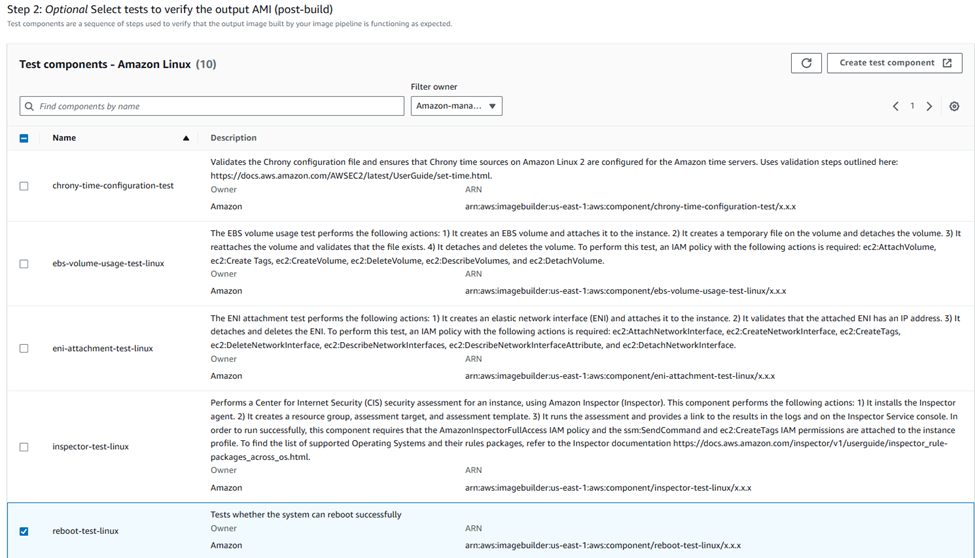 Step 2: Optional Select tests to verify the output AMI (post-build)
Test components are a sequence of steps used to verify that the output image built by your image pipeline is functioning as expected.
Test components - Amazon Linux (10)
Create test component
Filter owner
Find components by name
Amazon-mana...
1
Name
Description
Validates the Chrony configuration file and ensures that Chrony time sources on Amazon Linux 2 are configured for the Amazon time servers. Uses validation steps outlined here:
https://docs.aws.amazon.com/AWSEC2/latest/UserGuide/set-time.html.
chrony-time-configuration-test
Owner
ARN
Amazon
arn:aws:imagebuilder:us-east-1:aws:component/chrony-time-configuration-test/x.x.x
The EBS volume usage test performs the following actions: 1) It creates an EBS volume and attaches it to the instance. 2) It creates a temporary file on the volume and detaches the volume. 3) It
reattaches the volume and validates that the file exists. 4) It detaches and deletes the volume. To perform this test, an IAM policy with the following actions is required: ec2:AttachVolume,
ec2:Create Tags, ec2:CreateVolume, ec2:DeleteVolume, ec2:DescribeVolumes, and ec2:DetachVolume.
ebs-volume-usage-test-linux
Owner
ARN
Amazon
arn:aws:imagebuilder:us-east-1:aws:component/ebs-volume-usage-test-linux/x.x.x
The ENI attachment test performs the following actions: 1) It creates an elastic network interface (ENI) and attaches it to the instance. 2) It validates that the attached ENI has an IP address. 3) It
detaches and deletes the ENI. To perform this test, an IAM policy with the following actions is required: ec2:AttachNetworkInterface, ec2:CreateNetworkInterface, ec2:CreateTags,
ec2:DeleteNetworkInterface, ec2:DescribeNetworkInterfaces, ec2:DescribeNetworkInterfaceAttribute, and ec2:DetachNetworkInterface.
eni-attachment-test-linux
Owner
ARN
Amazon
arn:aws:imagebuilder:us-east-1:aws:component/eni-attachment-test-linux/x.x.x
Performs a Center for Internet Security (CIS) security assessment for an instance, using Amazon Inspector (Inspector). This component performs the following actions: 1) It installs the Inspector
agent. 2) It creates a resource group, assessment target, and assessment template. 3) It runs the assessment and provides a link to the results in the logs and on the Inspector Service console. In
order to run successfully, this component requires that the AmazonInspectorFullAccess IAM policy and the ssm:SendCommand and ec2:CreateTags IAM permissions are attached to the instance
profile. To find the list of supported Operating Systems and their rules packages, refer to the Inspector documentation https://docs.aws.amazon.com/inspector/v1/userguide/inspector_rule-
packages_across_os.html.
inspector-test-linux
Owner
ARN
Amazon
arn:aws:imagebuilder:us-east-1:aws:component/inspector-test-linux/x.x.x
Tests whether the system can reboot successfully
reboot-test-linux
Owner
ARN
Amazon
arn:aws:imagebuilder:us-east-1:aws:component/reboot-test-linux/x.x.x